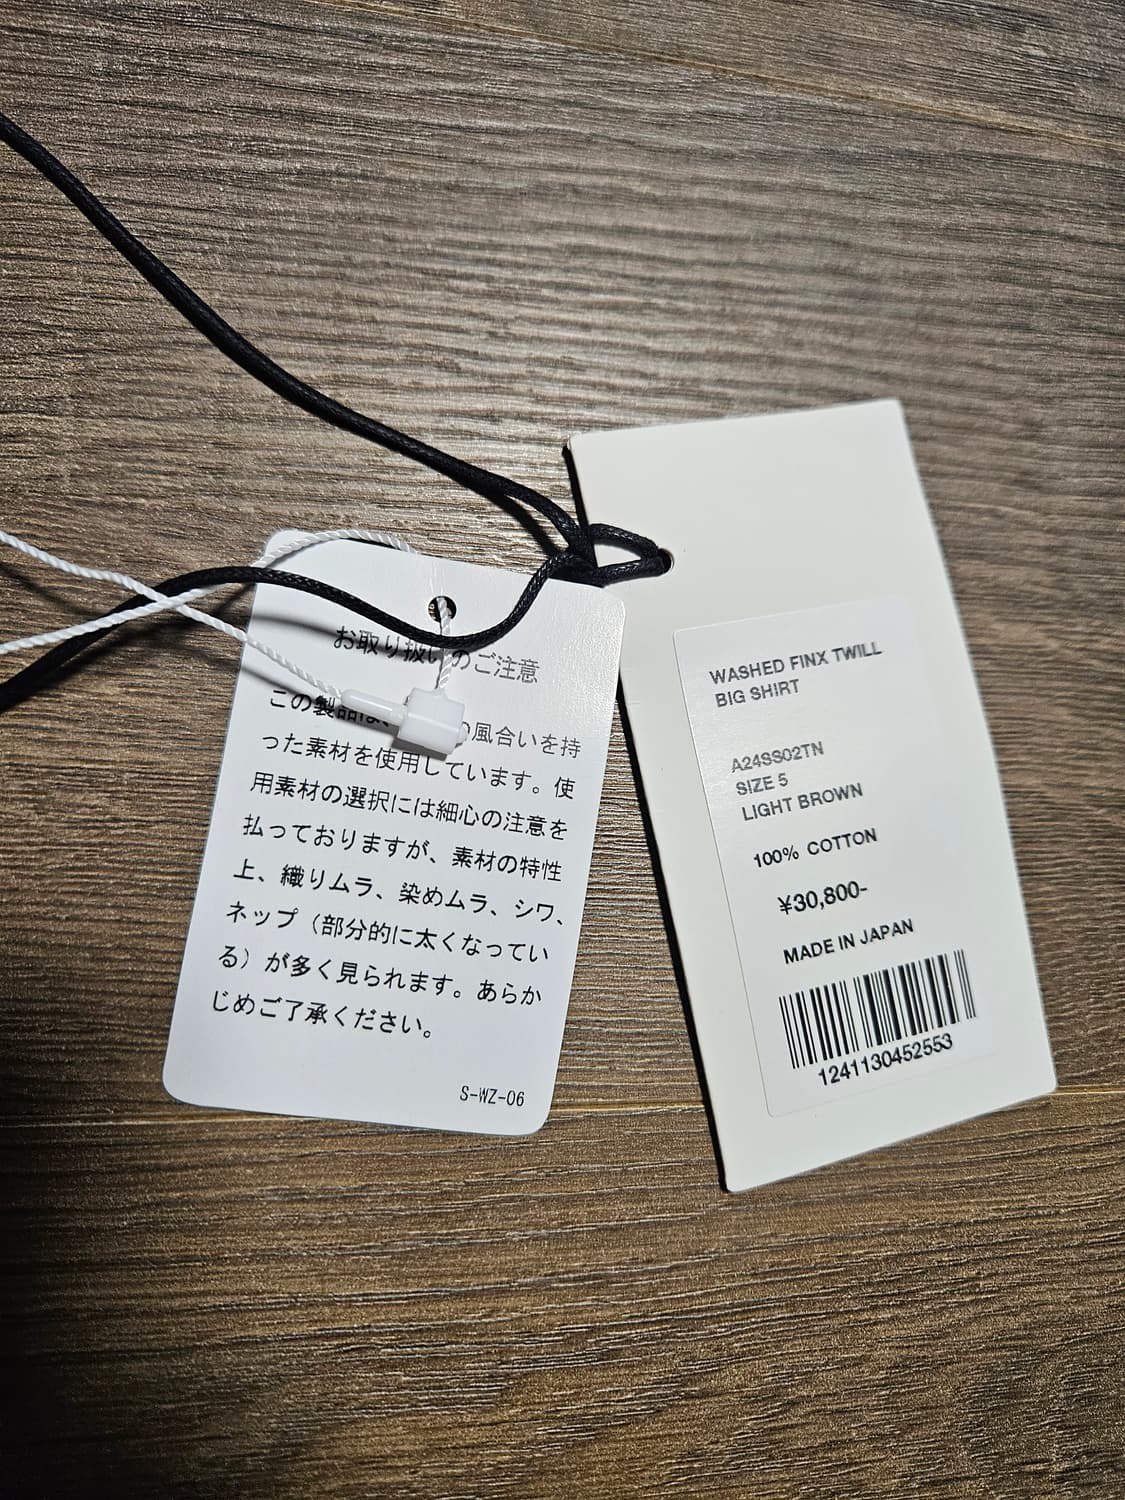 お取り扱いのご注意
この製品は、の風合いを持
った素材を使用しています。使
用素材の選択には細心の注意を
払っておりますが、素材の特性
上、織りムラ、染めムラ、シワ、
ネップ（部分的に太くなってい
る）が多く見られます。あらか
じめご了承ください。
S-WZ-06
WASHED FINX TWILL
BIG SHIRT
A24SS02TN
SIZE 5
LIGHT BROWN
100% COTTON
¥30,800-
MADE IN JAPAN
1241130452553